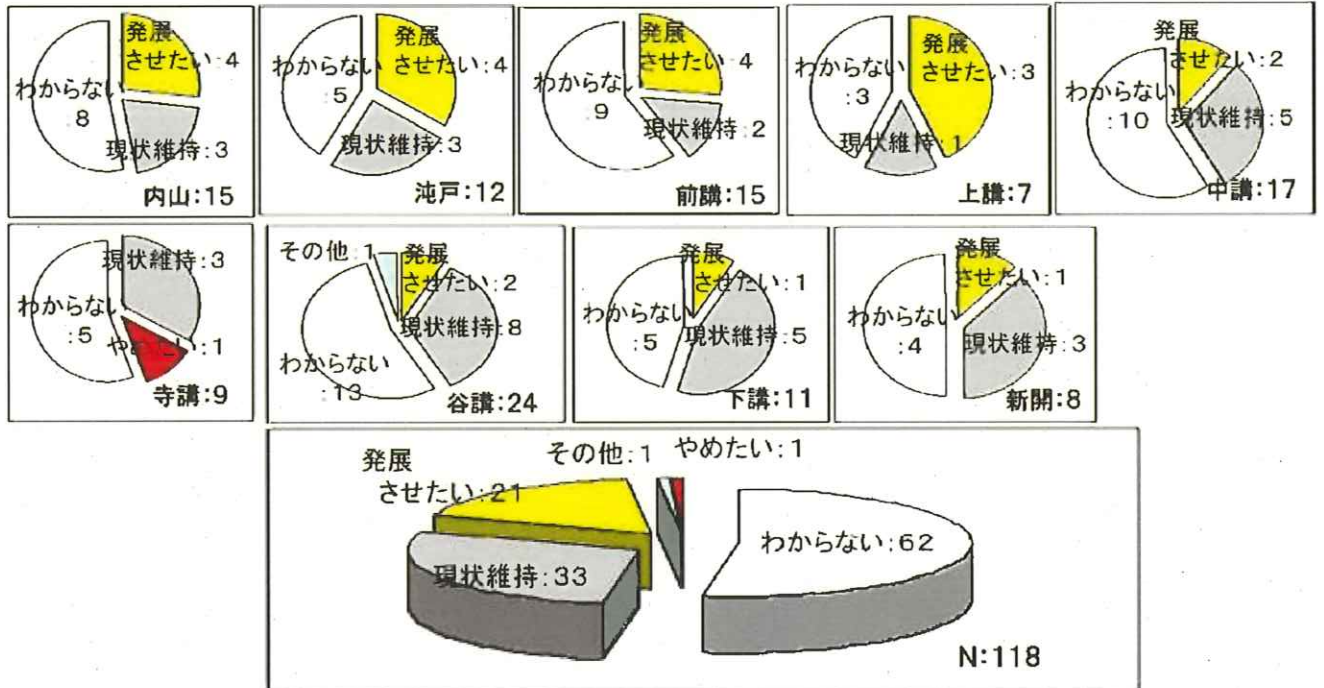 発展
させたい:4
わからない
:8
現状維持:3
内山:15
発展
させたい:4
わからない
:5
現状維持:3
沌戸:12
発展
させたい:4
わからない
:9
現状維持:2
前講:15
発展
させたい:3
わからない
:3
現状維持:1
上講:7
発展
させたい:2
わからない
:10
現状維持:5
中講:17
現状維持:3
わからない
:5
やめたい:1
寺講:9
その他:1
発展
させたい:2
現状維持:8
わからない
:13
谷講:24
発展
させたい:1
わからない
:5
現状維持:5
下講:11
発展
させたい:1
わからない
:4
現状維持:3
新開:8
その他:1
やめたい:1
発展
させたい:21
わからない:62
現状維持:33
N:118